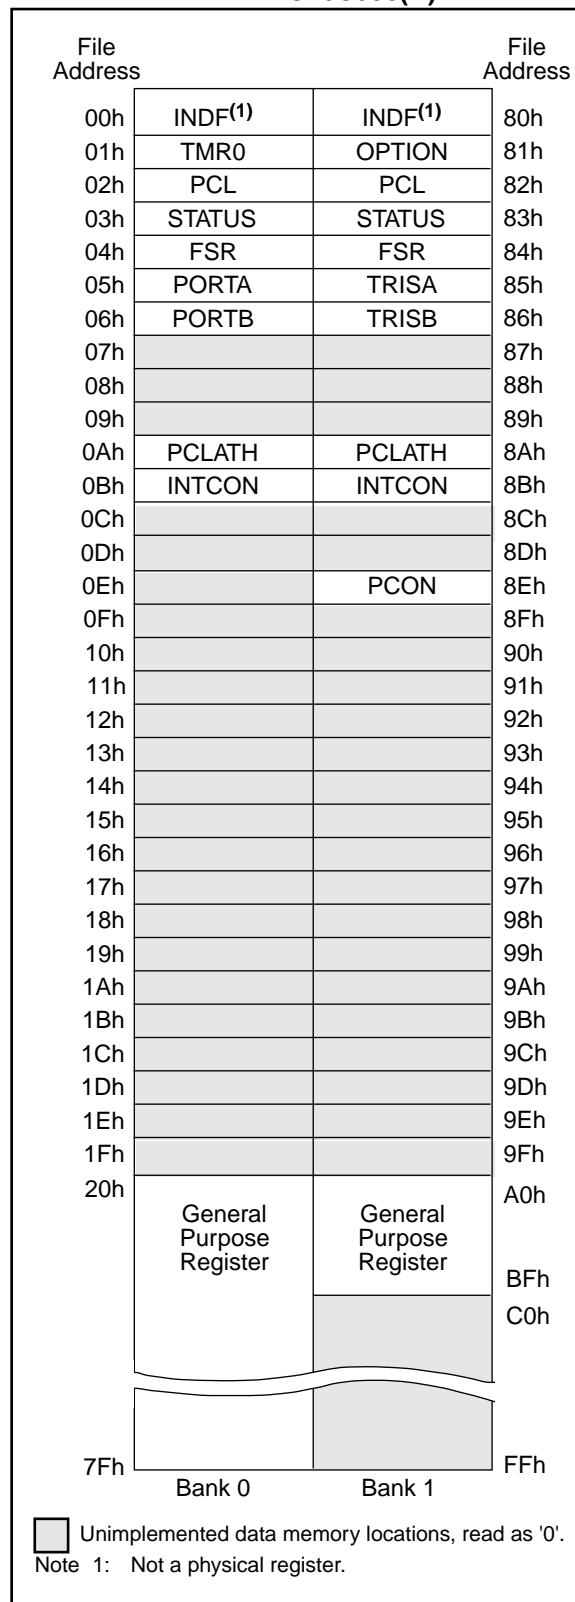 File Address File Address
00h INDF(1) INDF(1) 80h
01h TMR0 OPTION 81h
02h PCL PCL 82h
03h STATUS STATUS 83h
04h FSR FSR 84h
05h PORTA TRISA 85h
06h PORTB TRISB 86h
07h 87h
08h 88h
09h 89h
0Ah PCLATH PCLATH 8Ah
0Bh INTCON INTCON 8Bh
0Ch 8Ch
0Dh 8Dh
0Eh PCON 8Eh
0Fh 8Fh
10h 90h
11h 91h
12h 92h
13h 93h
14h 94h
15h 95h
16h 96h
17h 97h
18h 98h
19h 99h
1Ah 9Ah
1Bh 9Bh
1Ch 9Ch
1Dh 9Dh
1Eh 9Eh
1Fh 9Fh
20h A0h
General General
Purpose Purpose
Register Register
BFh
C0h
7Fh FFh
Bank 0 Bank 1
Unimplemented data memory locations, read as '0'.
Note 1: Not a physical register.